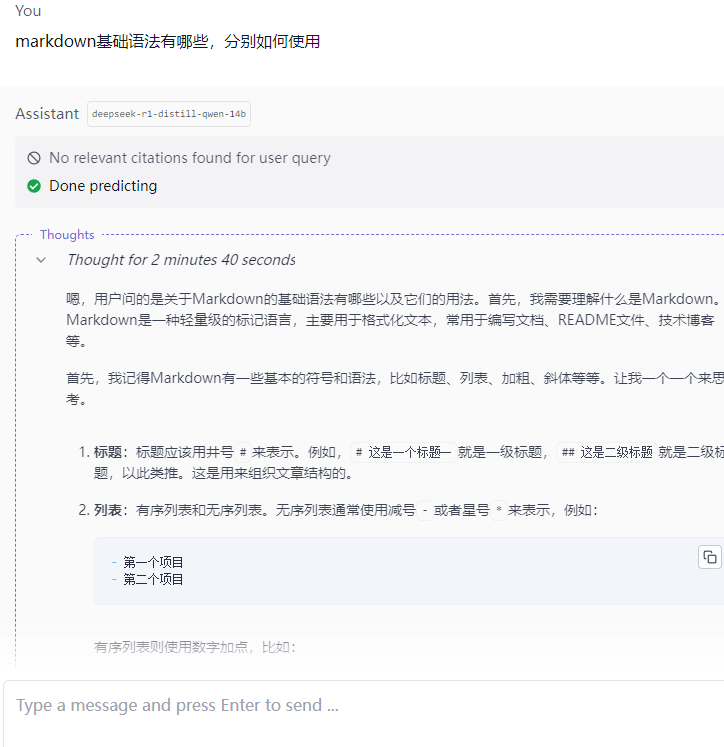 You
markdown基础语法有哪些，分别如何使用
Assistant deepseek-r1-distill-qwen-14b
No relevant citations found for user query
Done predicting
Thoughts
Thought for 2 minutes 40 seconds
嗯，用户问的是关于Markdown的基础语法有哪些以及它们的用法。首先，我需要理解什么是Markdown。
Markdown是一种轻量级的标记语言，主要用于格式化文本，常用于编写文档、README文件、技术博客
等。
首先，我记得Markdown有一些基本的符号和语法，比如标题、列表、加粗、斜体等等。让我一个一个来思
考。
1. 标题：标题应该用井号 # 来表示。例如， # 这是一个标题一 就是一级标题， ## 这是二级标题 就是二级标
题，以此类推。这是用来组织文章结构的。
2. 列表：有序列表和无序列表。无序列表通常使用减号 - 或者星号 * 来表示，例如：
- 第一个项目
- 第二个项目
有序列表则使用数字加点，比如：
Type a message and press Enter to send ...